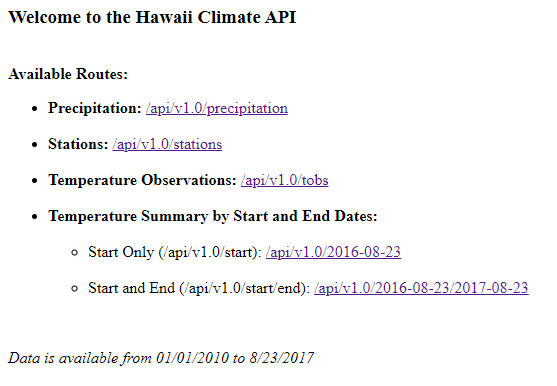 Welcome to the Hawaii Climate API
Available Routes:
Precipitation: /api/v1.0/precipitation
Stations: /api/v1.0/stations
Temperature Observations: /api/v1.0/tobs
Temperature Summary by Start and End Dates:
Start Only (/api/v1.0/start): /api/v1.0/2016-08-23
Start and End (/api/v1.0/start/end): /api/v1.0/2016-08-23/2017-08-23
Data is available from 01/01/2010 to 8/23/2017